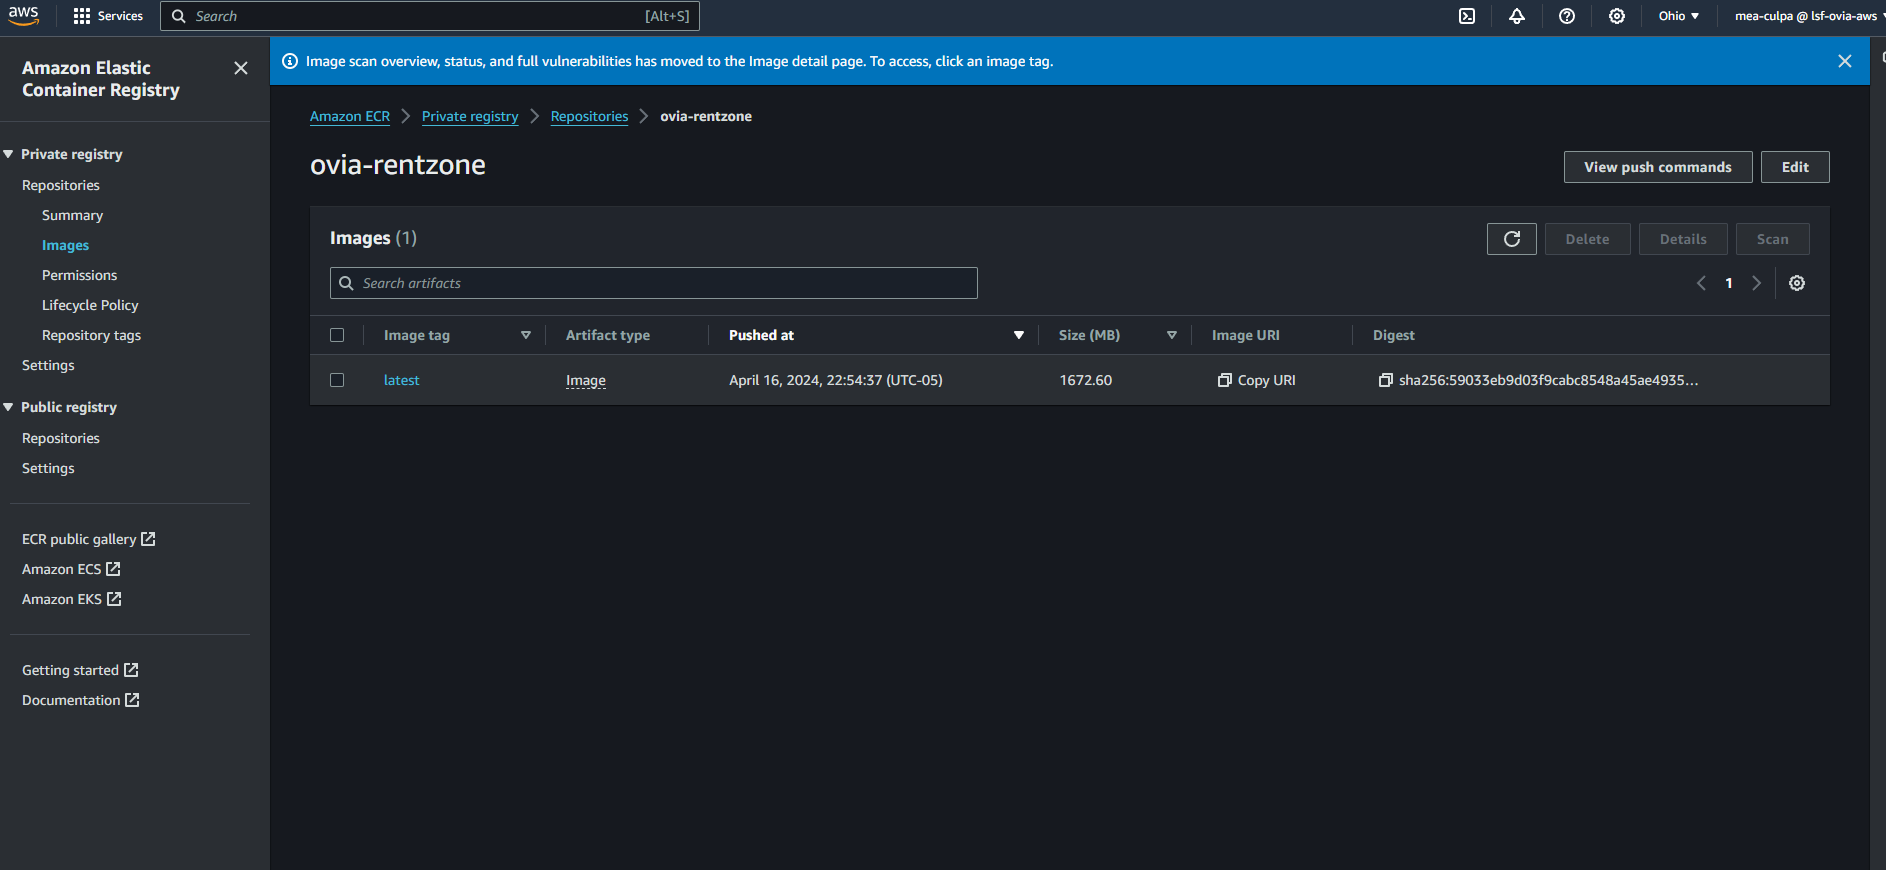 aws
Services
Search
[Alt+S]
Ohio
mea-culpa @ lsf-ovia-aws
Amazon Elastic
Container Registry
Private registry
Repositories
Summary
Images
Permissions
Lifecycle Policy
Repository tags
Settings
Public registry
Repositories
Settings
ECR public gallery
Amazon ECS
Amazon EKS
Getting started
Documentation
Image scan overview, status, and full vulnerabilities has moved to the Image detail page. To access, click an image tag.
Amazon ECR
Private registry
Repositories
ovia-rentzone
ovia-rentzone
View push commands
Edit
Images (1)
Delete
Details
Scan
Search artifacts
1
Image tag
Artifact type
Pushed at
Size (MB)
Image URI
Digest
latest
Image
April 16, 2024, 22:54:37 (UTC-05)
1672.60
Copy URI
sha256:59033eb9d03f9cabc8548a45ae4935...